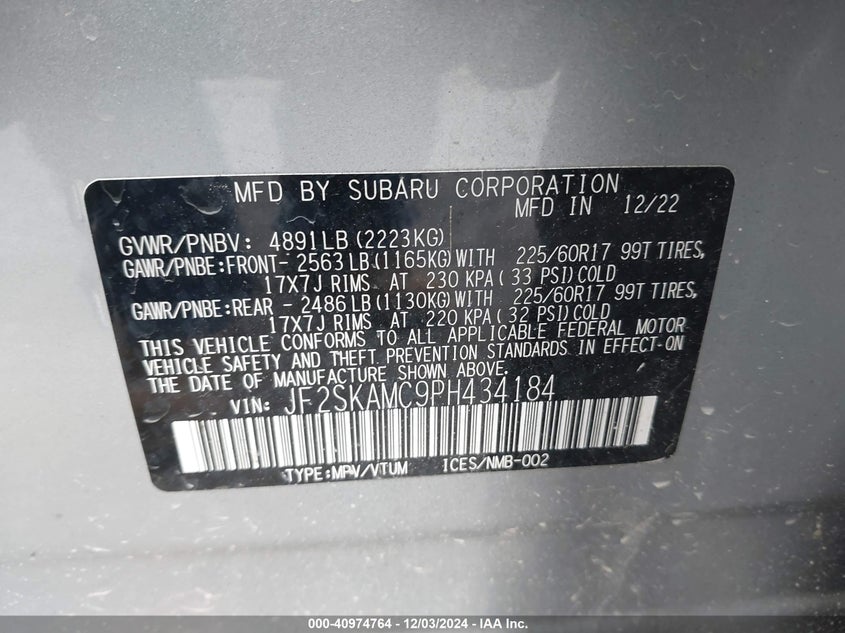 MFD BY SUBARU CORPORATION
MFD IN 12/22
GVWR/PNBV: 4891LB (2223KG)
GAWR/PNBE:FRONT- 2563LB (1165KG) WITH 225/60R17 99T TIRES,
17X7J RIMS AT 230 KPA ( 33 PSI) COLD
GAWR/PNBE:REAR - 2486LB (1130KG) WITH 225/60R17 99T TIRES,
17X7J RIMS AT 220 KPA ( 32 PSI) COLD
THIS VEHICLE CONFORMS TO ALL APPLICABLE FEDERAL MOTOR
VEHICLE SAFETY AND THEFT PREVENTION STANDARDS IN EFFECT-ON
THE DATE OF MANUFACTURE SHOWN ABOVE.
VIN: JF2SKAMC9PH434184
TYPE:MPV/VTUM ICES/NMB-002
000-40974764 - 12/03/2024 - IAA Inc.